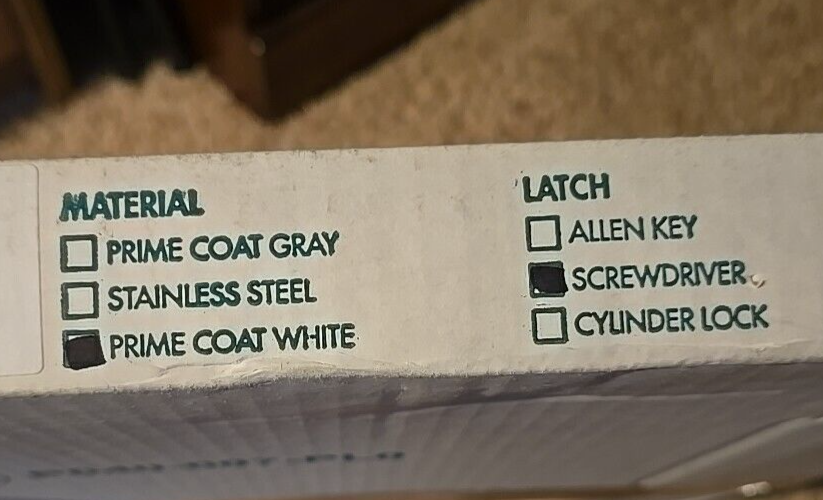 MATERIAL
PRIME COAT GRAY
STAINLESS STEEL
PRIME COAT WHITE
LATCH
ALLEN KEY
SCREWDRIVER
CYLINDER LOCK